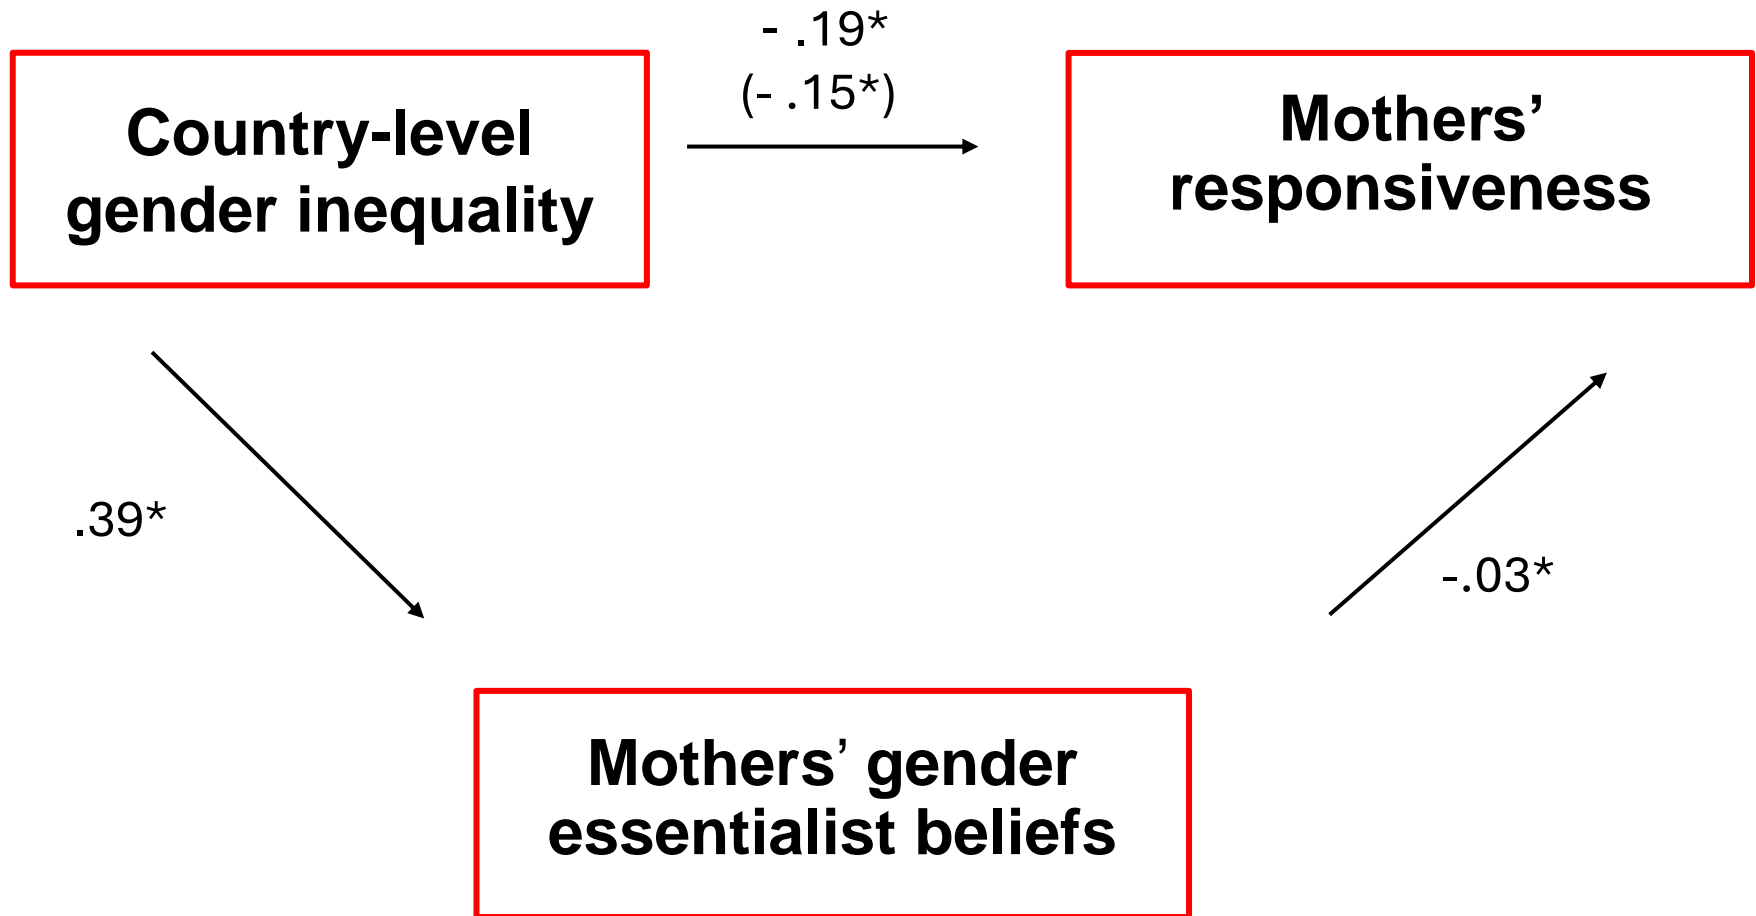 - .19*
(- .15*)
Country-level
gender inequality
Mothers’
responsiveness
.39*
-.03*
Mothers’ gender
essentialist beliefs